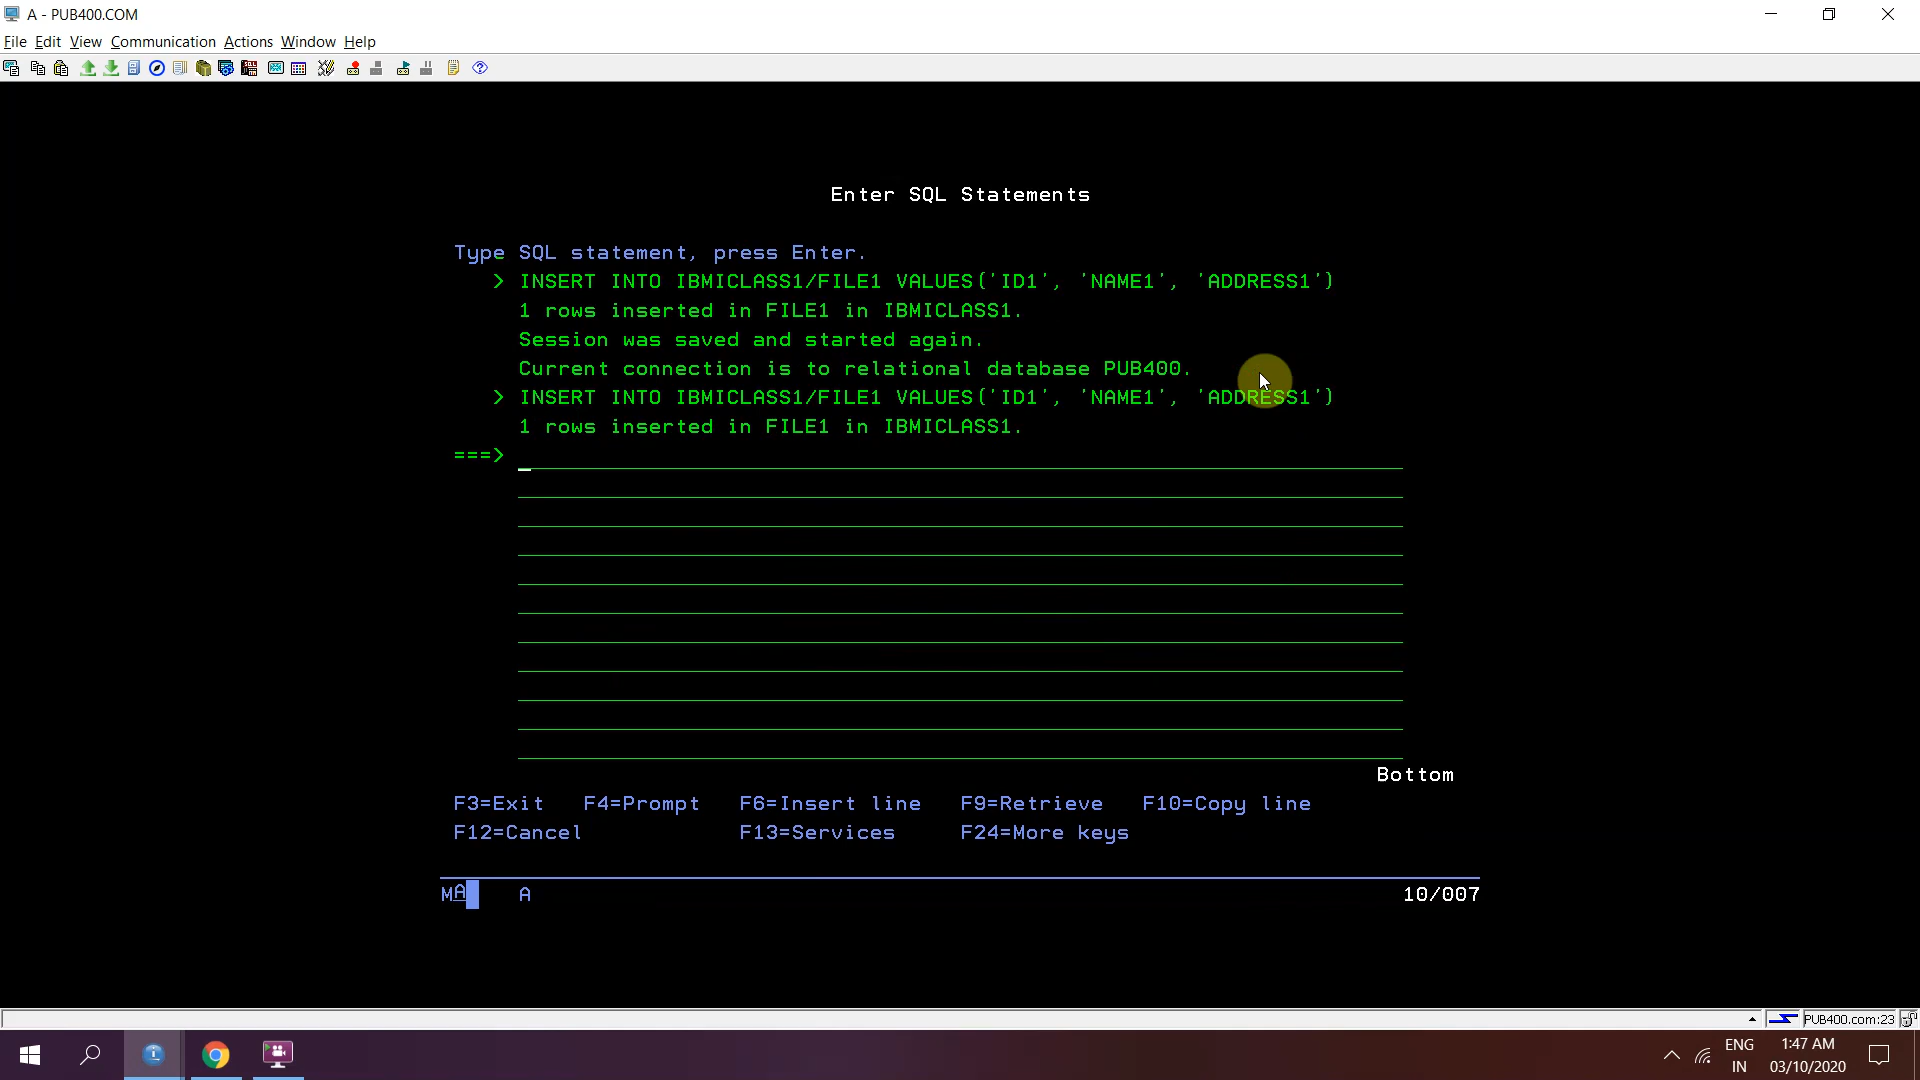 A - PUB400.COM
File Edit View Communication Actions Window Help
Enter SQL Statements
Type SQL statement, press Enter.
> INSERT INTO IBMICLASS1/FILE1 VALUES('ID1', 'NAME1', 'ADDRESS1')
1 rows inserted in FILE1 in IBMICLASS1.
Session was saved and started again.
Current connection is to relational database PUB400.
> INSERT INTO IBMICLASS1/FILE1 VALUES('ID1', 'NAME1', 'ADDRESS1')
1 rows inserted in FILE1 in IBMICLASS1.
===>
Bottom
F3=Exit F4=Prompt F6=Insert line F9=Retrieve F10=Copy line
F12=Cancel F13=Services F24=More keys
MA A 10/007
PUB400.com:23
ENG 1:47 AM
IN 03/10/2020